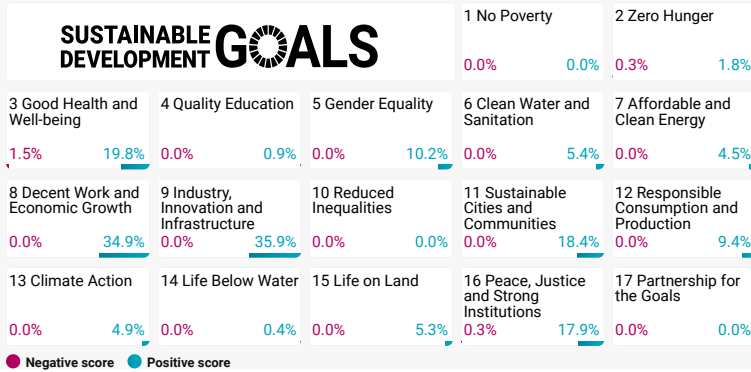 SUSTAINABLE
DEVELOPMENT
GOALS
1 No Poverty
0.0% 0.0%
2 Zero Hunger
0.3% 1.8%
3 Good Health and
Well-being
1.5% 19.8%
4 Quality Education
0.0% 0.9%
5 Gender Equality
0.0% 10.2%
6 Clean Water and
Sanitation
0.0% 5.4%
7 Affordable and
Clean Energy
0.0% 4.5%
8 Decent Work and
Economic Growth
0.0% 34.9%
9 Industry,
Innovation and
Infrastructure
0.0% 35.9%
10 Reduced
Inequalities
0.0% 0.0%
11 Sustainable
Cities and
Communities
0.0% 18.4%
12 Responsible
Consumption and
Production
0.0% 9.4%
13 Climate Action
0.0% 4.9%
14 Life Below Water
0.0% 0.4%
15 Life on Land
0.0% 5.3%
16 Peace, Justice
and Strong
Institutions
0.3% 17.9%
17 Partnership for
the Goals
0.0% 0.0%
Negative score Positive score